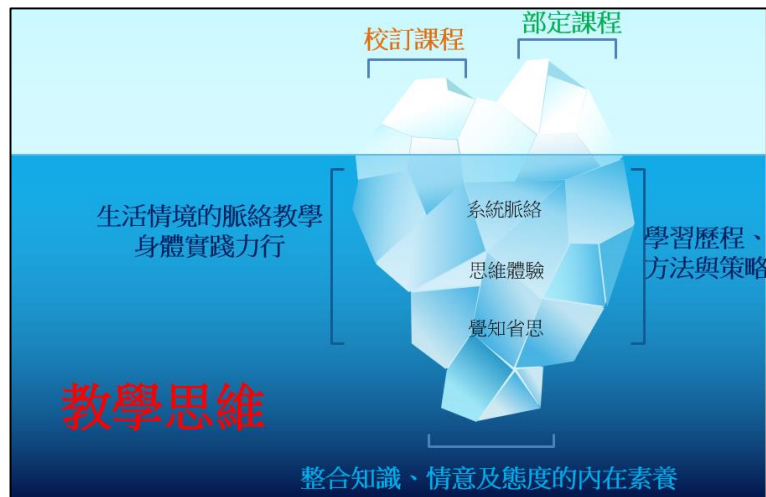 校訂課程
部定課程
生活情境的脈絡教學
身體實踐力行
系統脈絡
思維體驗
覺知省思
學習歷程、
方法與策略
教學思維
整合知識、情意及態度的內在素養